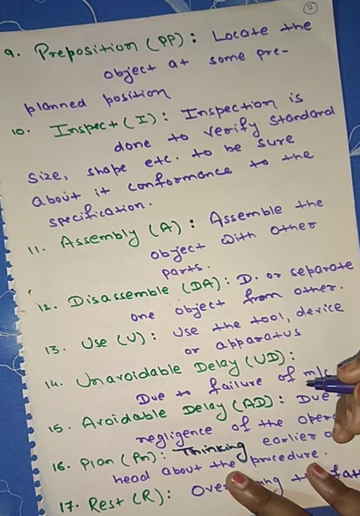 2
9. Preposition (PP) : Locate the
object at some pre-
planned position
10. Inspect (I) : Inspection is
done to verify standard
size, shape etc. to be sure
about it conformance to the
specification.
11. Assembly (A) : Assemble the
object with other
parts.
12. Disassemble (DA) : D. or separate
one object from other.
13. Use (U) : Use the tool, device
or apparatus
14. Unavoidable Delay (UD) :
Due to failure of m/c
15. Avoidable Delay (AD) : Due
negligence of the
16. Plan (Pn) : Thinking earlier
head about the procedure.
17. Rest (R) :